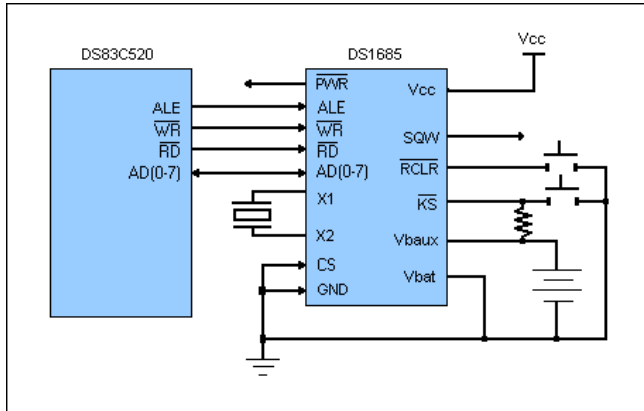 DS83C520
DS1685
Vcc
ALE
WR
RD
AD(0-7)
PWR
ALE
WR
RD
AD(0-7)
X1
X2
CS
GND
Vcc
SQW
RCLR
KS
Vbaux
Vbat